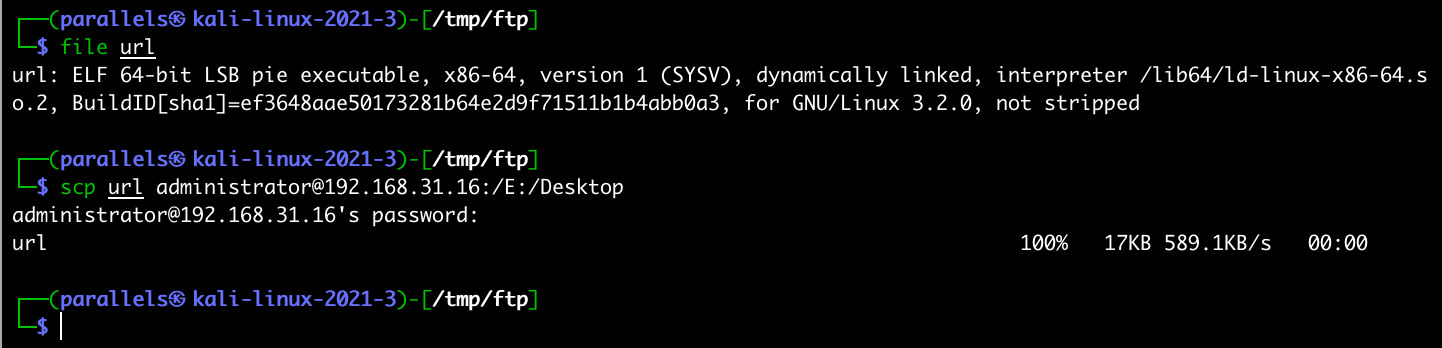 ┌──(parallels㉿ kali-linux-2021-3)-[/tmp/ftp]
└─$ file url
url: ELF 64-bit LSB pie executable, x86-64, version 1 (SYSV), dynamically linked, interpreter /lib64/ld-linux-x86-64.s
o.2, BuildID[sha1]=ef3648aae50173281b64e2d9f71511b1b4abb0a3, for GNU/Linux 3.2.0, not stripped
┌──(parallels㉿ kali-linux-2021-3)-[/tmp/ftp]
└─$ scp url administrator@192.168.31.16:/E:/Desktop
administrator@192.168.31.16's password:
url 100% 17KB 589.1KB/s 00:00
┌──(parallels㉿ kali-linux-2021-3)-[/tmp/ftp]
└─$